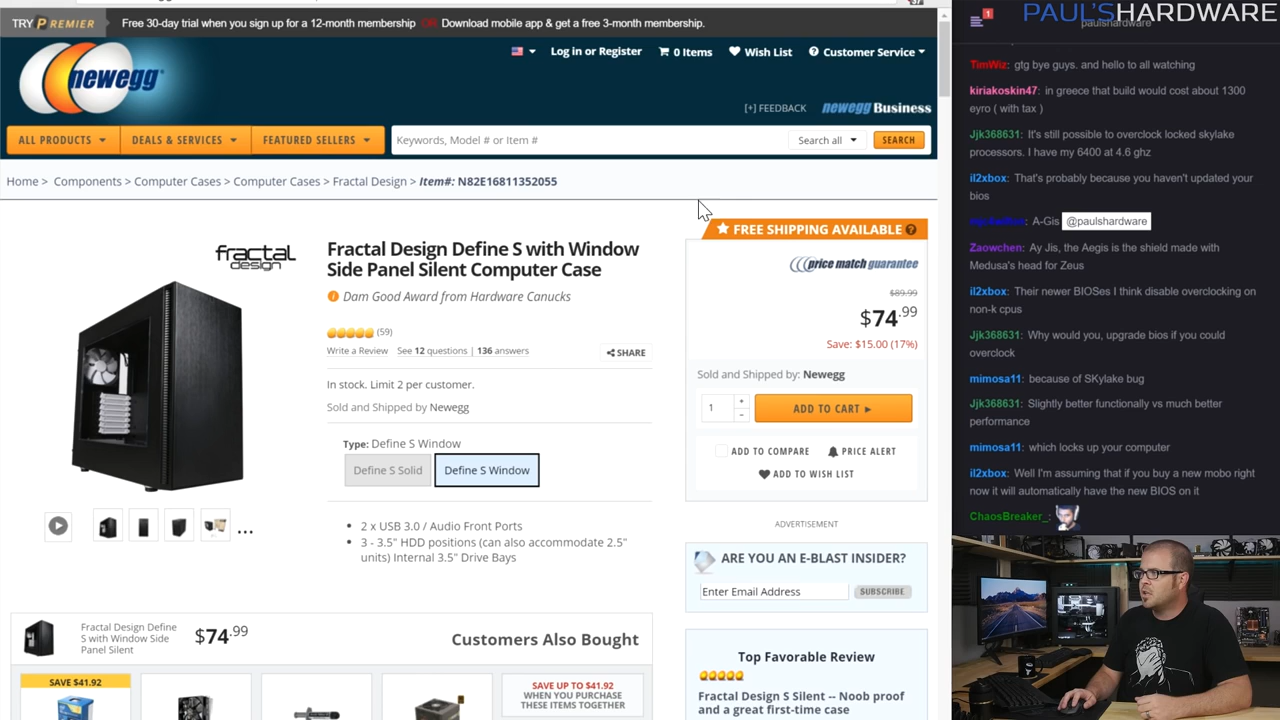 TRY PREMIER
Free 30-day trial when you sign up for a 12-month membership OR Download mobile app & get a free 3-month membership.
newegg
Log in or Register
0 Items
Wish List
Customer Service
[+] FEEDBACK
newegg Business
ALL PRODUCTS
DEALS & SERVICES
FEATURED SELLERS
Keywords, Model # or Item #
Search all
SEARCH
Home > Components > Computer Cases > Computer Cases > Fractal Design > Item#: N82E16811352055
fractal
design
Fractal Design Define S with Window
Side Panel Silent Computer Case
Dam Good Award from Hardware Canucks
(59)
Write a Review See 12 questions | 136 answers
SHARE
In stock. Limit 2 per customer.
Sold and Shipped by Newegg
Type: Define S Window
Define S Solid
Define S Window
2 x USB 3.0 / Audio Front Ports
3 - 3.5" HDD positions (can also accommodate 2.5"
units) Internal 3.5" Drive Bays
...
FREE SHIPPING AVAILABLE
price match guarantee
$89.99
$74.99
Save: $15.00 (17%)
Sold and Shipped by: Newegg
1
+
-
ADD TO CART
ADD TO COMPARE
PRICE ALERT
ADD TO WISH LIST
ADVERTISEMENT
ARE YOU AN E-BLAST INSIDER?
Enter Email Address
SUBSCRIBE
Top Favorable Review
Fractal Design S Silent -- Noob proof
and a great first-time case
Fractal Design Define
S with Window Side
Panel Silent
$74.99
Customers Also Bought
SAVE $41.92
SAVE UP TO $41.92
WHEN YOU PURCHASE
THESE ITEMS TOGETHER
1
PAUL'SHARDWARE
paulshardware
TimWiz: gtg bye guys. and hello to all watching
kiriakoskin47: in greece that build would cost about 1300
eyro ( with tax )
Jjk368631: It's still possible to overclock locked skylake
processors. I have my 6400 at 4.6 ghz
il2xbox: That's probably because you haven't updated your
bios
A-Gis @paulshardware
Zaowchen: Ay Jis, the Aegis is the shield made with
Medusa's head for Zeus
il2xbox: Their newer BIOSes I think disable overclocking on
non-k cpus
Jjk368631: Why would you, upgrade bios if you could
overclock
mimosa11: because of SKylake bug
Jjk368631: Slightly better functionally vs much better
performance
mimosa11: which locks up your computer
il2xbox: Well I'm assuming that if you buy a new mobo right
now it will automatically have the new BIOS on it
ChaosBreaker_: